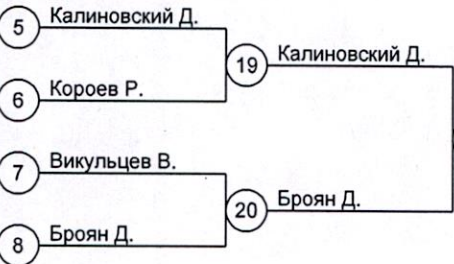 5 Калиновский Д.
19 Калиновский Д.
6 Короев Р.
7 Викульцев В.
20 Броян Д.
8 Броян Д.